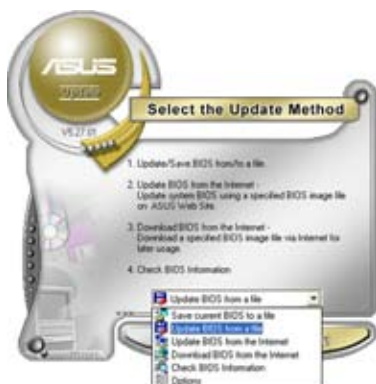 ASUS
Update
V5.27.01
Select the Update Method
1. Update/Save BIOS from/to a file
2. Update BIOS from the Internet -
Update system BIOS using a specified BIOS image file
on ASUS Web Site.
3. Download BIOS from the Internet -
Download a specified BIOS image file via Internet for
later usage.
4. Check BIOS Information
Update BIOS from a file
Save current BIOS to a file
Update BIOS from a file
Update BIOS from the Internet
Download BIOS from the Internet
Check BIOS Information
Options